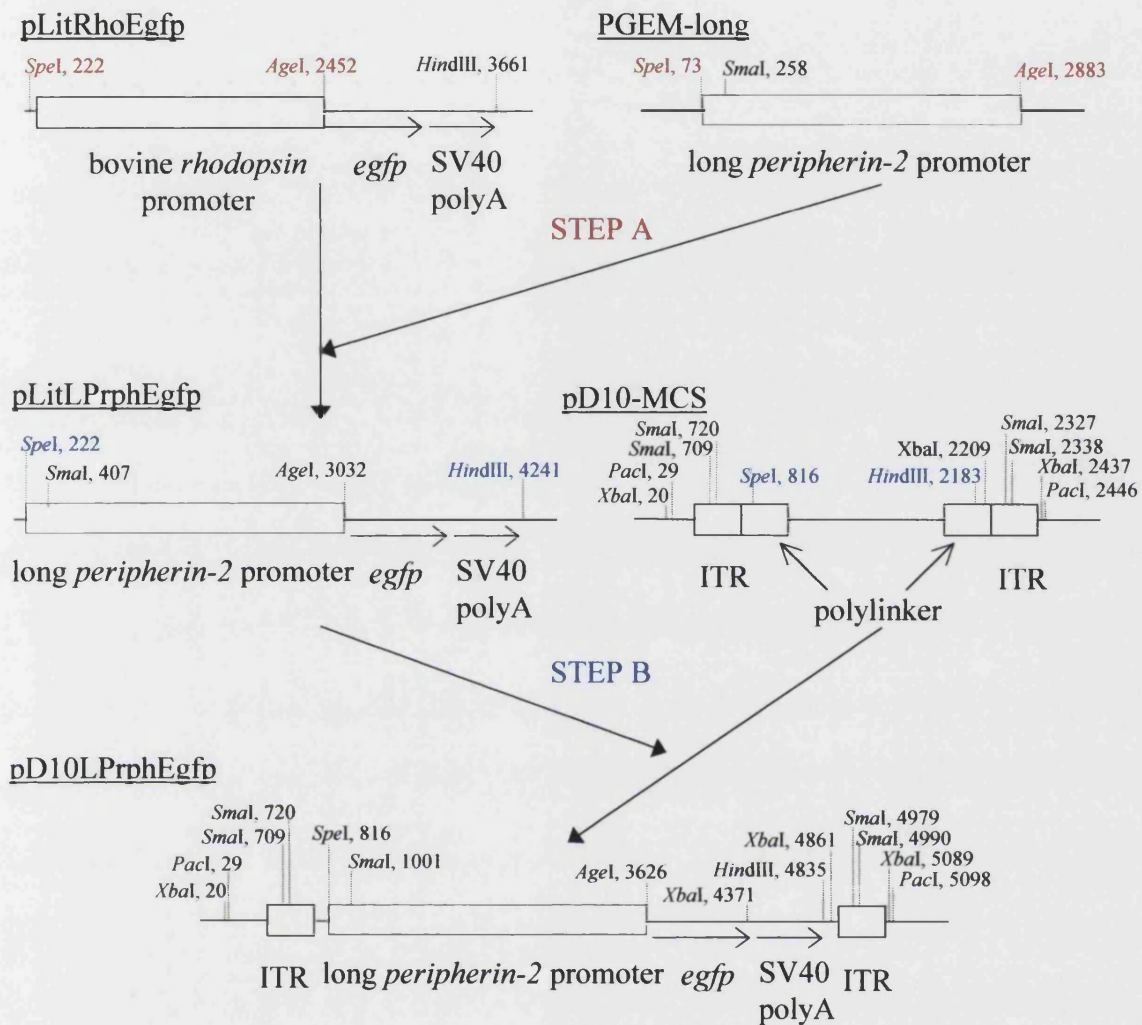 pLitRhoEgfp
SpeI, 222
AgeI, 2452
HindIII, 3661
bovine rhodopsin
promoter
egfp
SV40
polyA
PGEM-long
SpeI, 73
SmaI, 258
AgeI, 2883
long peripherin-2 promoter
STEP A
pLitLPrphEgfp
SpeI, 222
SmaI, 407
AgeI, 3032
HindIII, 4241
long peripherin-2 promoter
egfp
SV40
polyA
pD10-MCS
SmaI, 720
SmaI, 709
PacI, 29
XbaI, 20
SpeI, 816
HindIII, 2183
XbaI, 2209
SmaI, 2327
SmaI, 2338
XbaI, 2437
PacI, 2446
ITR
ITR
polylinker
STEP B
pD10LPrphEgfp
SmaI, 720
SmaI, 709
PacI, 29
XbaI, 20
SpeI, 816
SmaI, 1001
AgeI, 3626
XbaI, 4371
HindIII, 4835
XbaI, 4861
SmaI, 4979
SmaI, 4990
XbaI, 5089
PacI, 5098
ITR
long peripherin-2 promoter
egfp
SV40
polyA
ITR